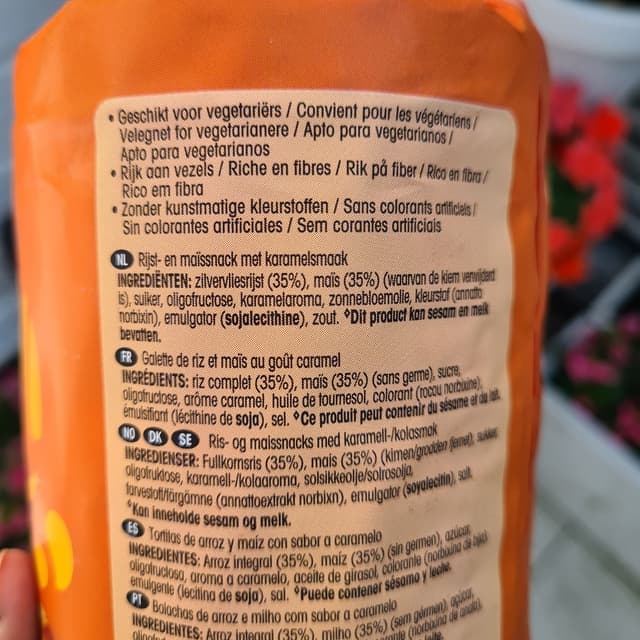 • Geschikt voor vegetariërs / Convient pour les végétariens /
Velegnet for vegetarianere / Apto para vegetarianos /
Apto para vegetarianos
• Rijk aan vezels / Riche en fibres / Rik på fiber / Rico en fibra /
Rico em fibra
• Zonder kunstmatige kleurstoffen / Sans colorants artificiels /
Sin colorantes artificiales / Sem corantes artificiais
NL Rijst- en maïssnack met karamelsmaak
INGREDIËNTEN: zilvervliesrijst (35%), maïs (35%) (waarvan de kiem verwijderd
is), suiker, oligofructose, karamelaroma, zonnebloemolie, kleurstof (annatto
norbixin), emulgator (sojalecithine), zout. °Dit product kan sesam en melk
bevatten.
FR Galette de riz et maïs au goût caramel
INGRÉDIENTS: riz complet (35%), maïs (35%) (sans germe), sucre,
oligofructose, arôme caramel, huile de tournesol, colorant (rocou norbixine),
émulsifiant (lécithine de soja), sel. °Ce produit peut contenir du sésame et du lait.
NO DK SE Ris- og maissnacks med karamell-/kolasmak
INGREDIENSER: Fullkornsris (35%), mais (35%) (kimen/grodden fjernet), sukker,
oligofruktose, karamell-/kolaaroma, solsikkeolje/solrosolja,
farvestoff/färgämne (annattoextrakt norbixn), emulgator (soyalecitin), salt.
°Kan inneholde sesam og melk.
ES Tortilas de arroz y maíz con sabor a caramelo
INGREDIENTES: Arroz integral (35%), maíz (35%) (sin germen), azúcar,
oligofructosa, aroma a caramelo, aceite de girasol, colorante (norbixina de bija),
emulgente (lecitina de soja), sal. °Puede contener sésamo y leche.
PT Bolachas de arroz e milho com sabor a caramelo
INGREDIENTES: Arroz integral (35%), milho (35%) (sem gérmen), açúcar,
(norbixina de anato),